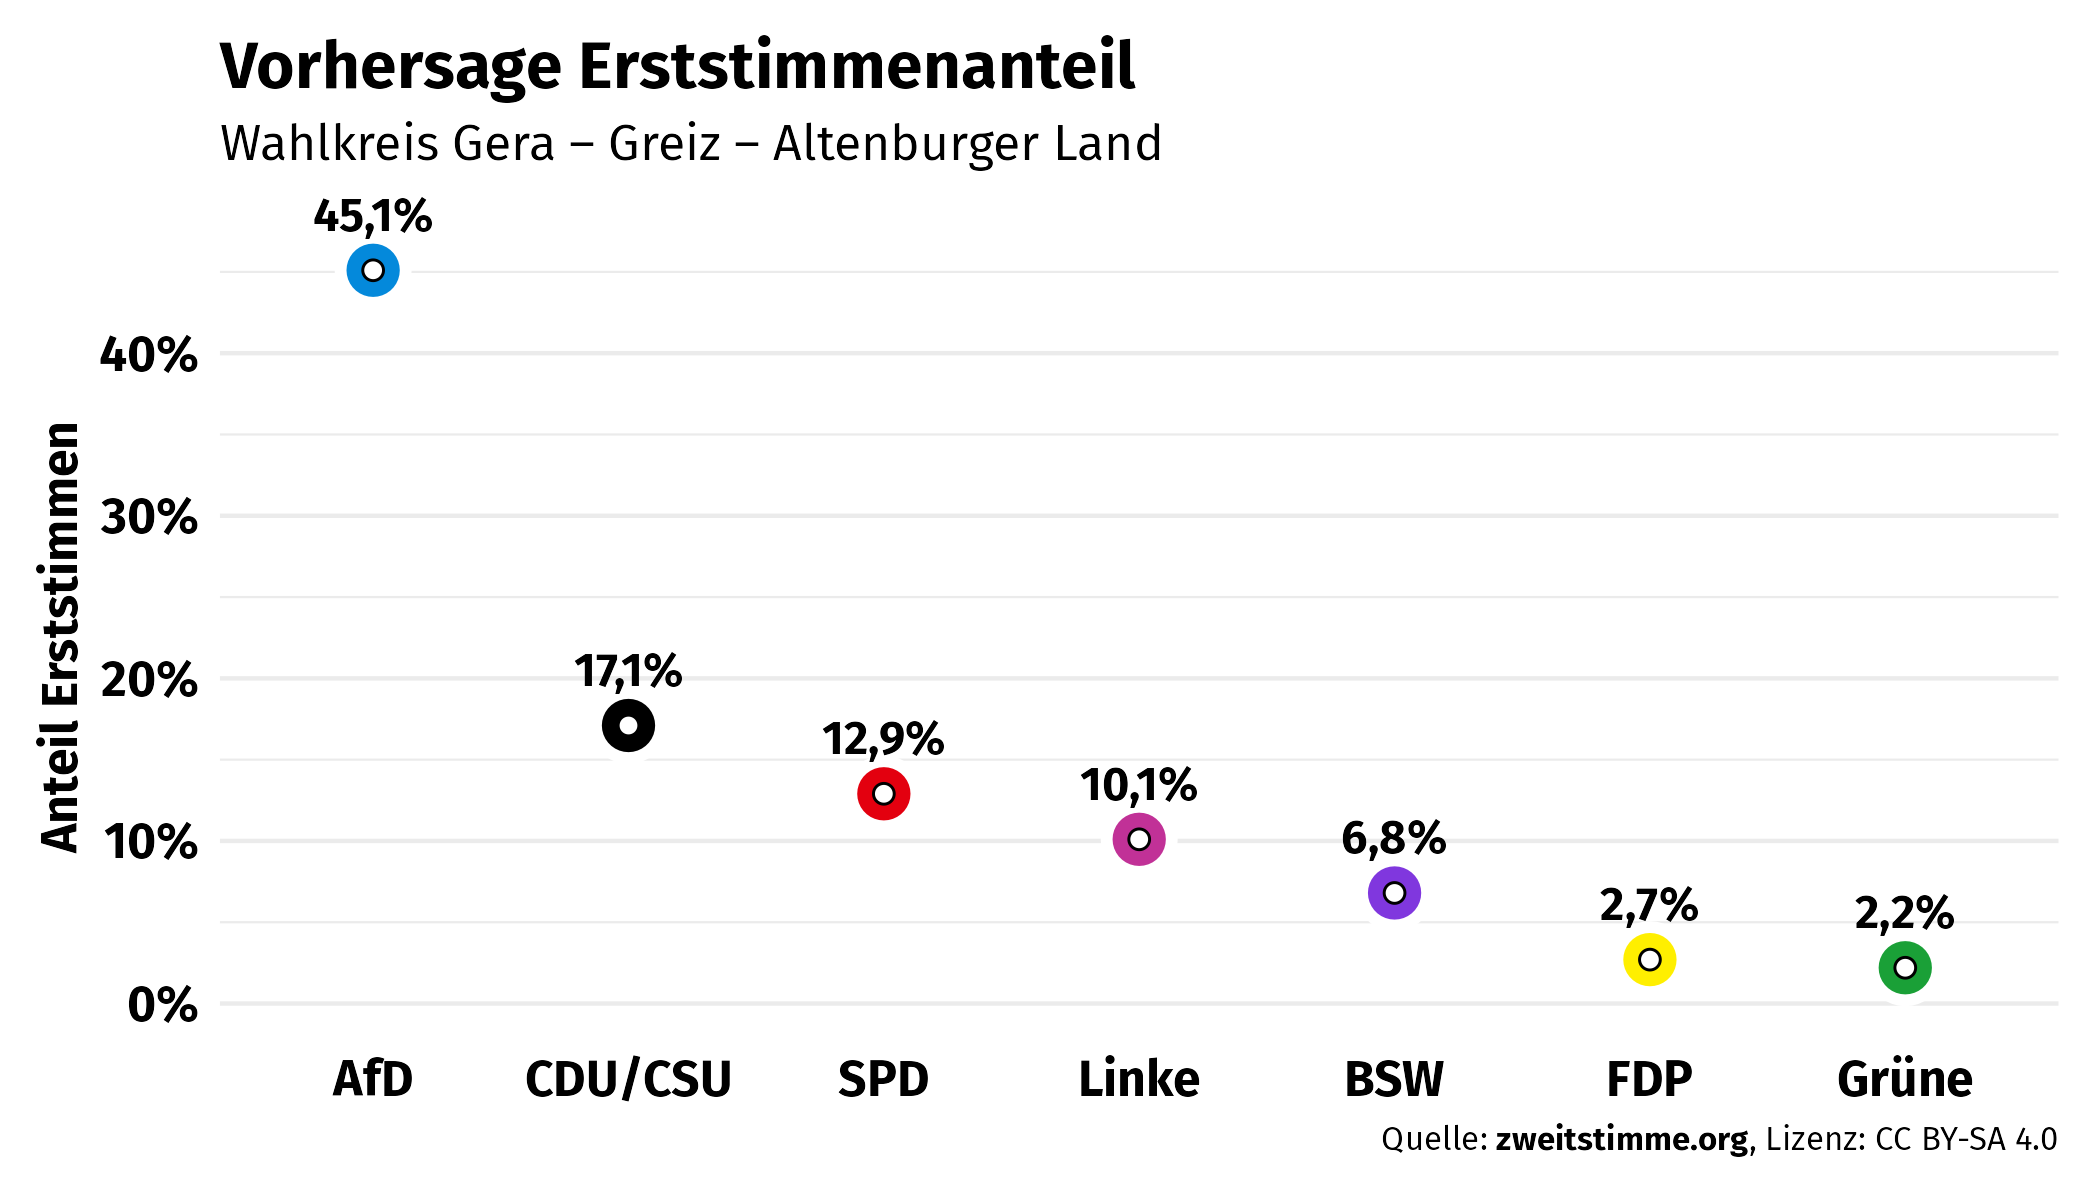 Vorhersage Erststimmenanteil
Wahlkreis Gera – Greiz – Altenburger Land
45,1%
40%
30%
20%
10%
0%
Anteil Erststimmen
17,1%
12,9%
10,1%
6,8%
2,7%
2,2%
AfD CDU/CSU SPD Linke BSW FDP Grüne
Quelle: zweitstimme.org, Lizenz: CC BY-SA 4.0